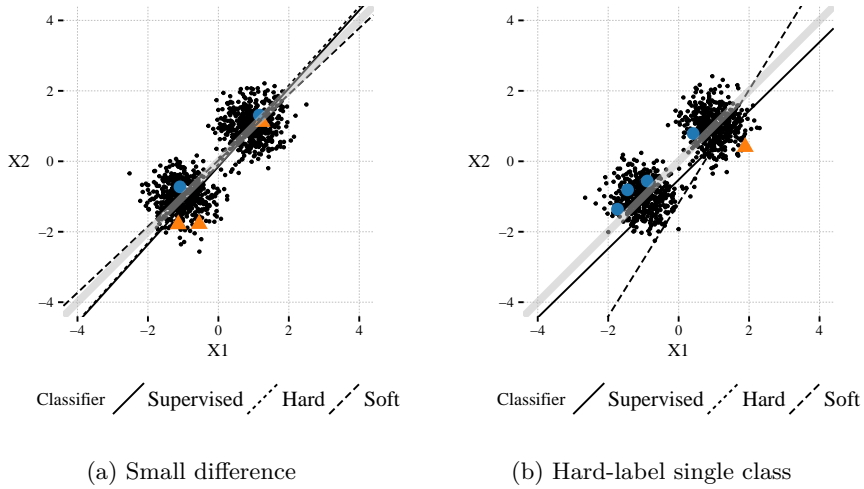 4
2
0
−2
−4
X2
−4 −2 0 2 4
X1
Classifier Supervised Hard Soft
(a) Small difference
4
2
0
−2
−4
X2
−4 −2 0 2 4
X1
Classifier Supervised Hard Soft
(b) Hard-label single class